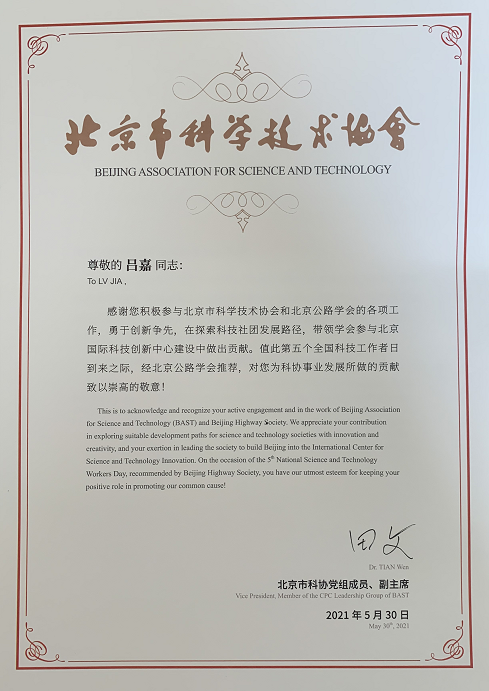 北京市科学技术协會
BEIJING ASSOCIATION FOR SCIENCE AND TECHNOLOGY
尊敬的 吕嘉 同志:
To LV JIA ,
感谢您积极参与北京市科学技术协会和北京公路学会的各项工
作，勇于创新争先，在探索科技社团发展路径，带领学会参与北京
国际科技创新中心建设中做出贡献。值此第五个全国科技工作者日
到来之际，经北京公路学会推荐，对您为科协事业发展所做的贡献
致以崇高的敬意！
This is to acknowledge and recognize your active engagement and in the work of Beijing Association
for Science and Technology (BAST) and Beijing Highway Society. We appreciate your contribution
in exploring suitable development paths for science and technology societies with innovation and
creativity, and your exertion in leading the society to build Beijing into the International Center for
Science and Technology Innovation. On the occasion of the 5th National Science and Technology
Workers Day, recommended by Beijing Highway Society, you have our utmost esteem for keeping your
positive role in promoting our common cause!
田文
Dr. TIAN Wen
北京市科协党组成员、副主席
Vice President, Member of the CPC Leadership Group of BAST
2021 年 5 月 30 日
May 30th, 2021